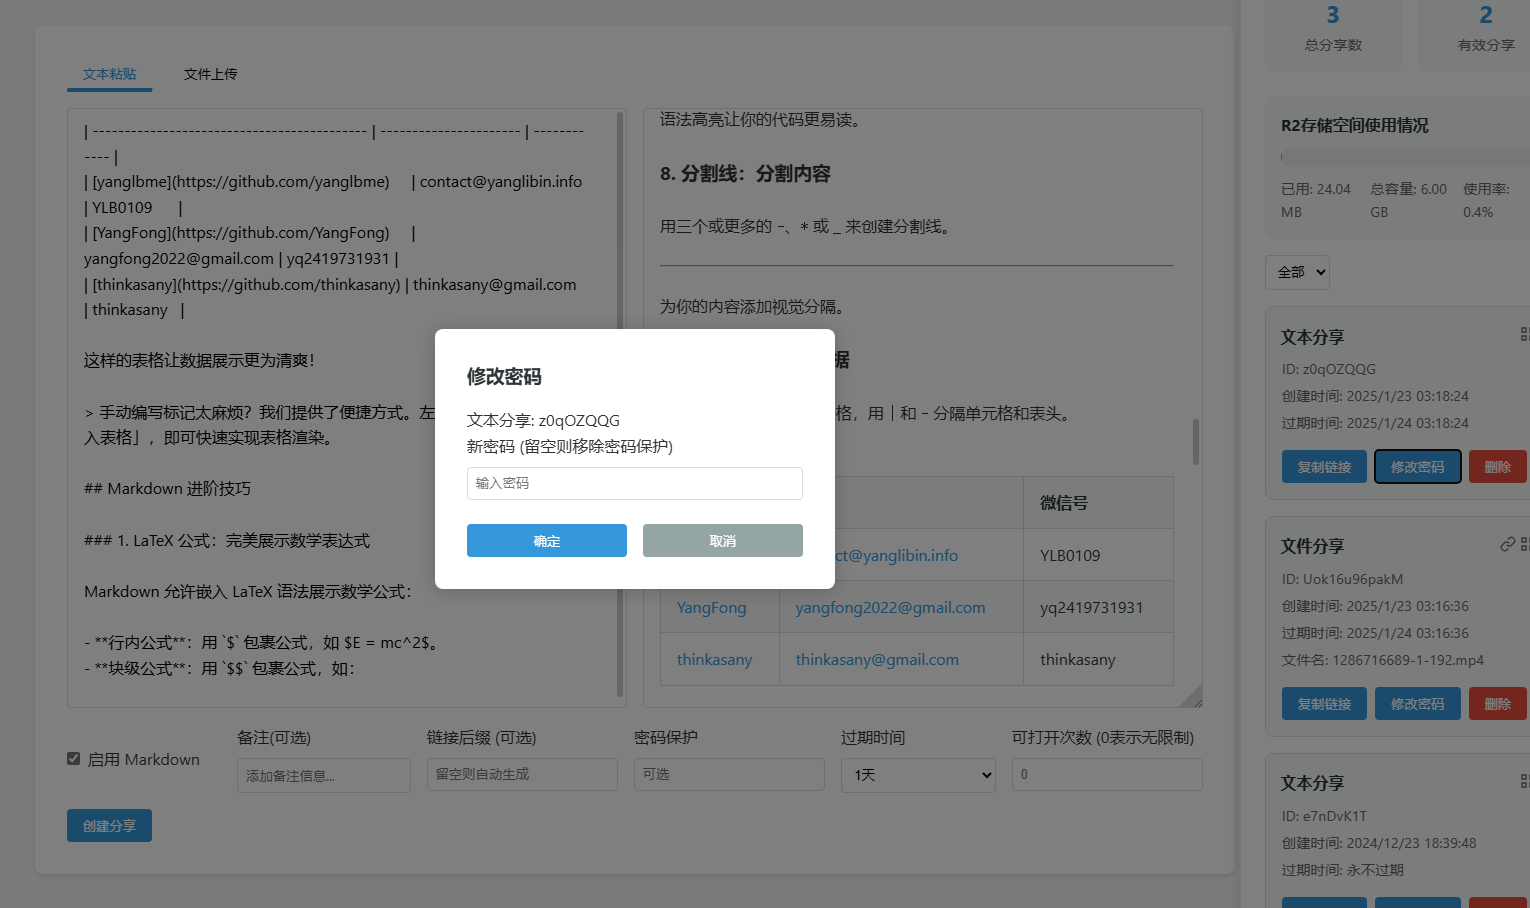 文本粘贴
文件上传
| ------------------------------------------- | ---------------------- | --------
---- |
| [yanglbme](https://github.com/yanglbme) | contact@yanglibin.info
| YLB0109 |
| [YangFong](https://github.com/YangFong) |
yangfong2022@gmail.com | yq2419731931 |
| [thinkasany](https://github.com/thinkasany) | thinkasany@gmail.com
| thinkasany |
这样的表格让数据展示更为清爽！
> 手动编写标记太麻烦？我们提供了便捷方式。左
入表格」，即可快速实现表格渲染。
## Markdown 进阶技巧
### 1. LaTeX 公式：完美展示数学表达式
Markdown 允许嵌入 LaTeX 语法展示数学公式：
- **行内公式**：用 `$` 包裹公式，如 $E = mc^2$。
- **块级公式**：用 `$$` 包裹公式，如：
语法高亮让你的代码更易读。
8. 分割线：分割内容
用三个或更多的 -、* 或 _ 来创建分割线。
为你的内容添加视觉分隔。
据
格，用 | 和 - 分隔单元格和表头。
微信号
ct@yanglibin.info
YLB0109
YangFong
yangfong2022@gmail.com
yq2419731931
thinkasany
thinkasany@gmail.com
thinkasany
修改密码
文本分享: z0qOZQQG
新密码 (留空则移除密码保护)
输入密码
确定
取消
启用 Markdown
备注(可选)
添加备注信息...
链接后缀 (可选)
留空则自动生成
密码保护
可选
过期时间
1天
可打开次数 (0表示无限制)
0
创建分享
3
总分享数
2
有效分享
R2存储空间使用情况
已用: 24.04 MB
总容量: 6.00 GB
使用率: 0.4%
全部
文本分享
ID: z0qOZQQG
创建时间: 2025/1/23 03:18:24
过期时间: 2025/1/24 03:18:24
复制链接
修改密码
删除
文件分享
ID: Uok16u96pakM
创建时间: 2025/1/23 03:16:36
过期时间: 2025/1/24 03:16:36
文件名: 1286716689-1-192.mp4
复制链接
修改密码
删除
文本分享
ID: e7nDvK1T
创建时间: 2024/12/23 18:39:48
过期时间: 永不过期